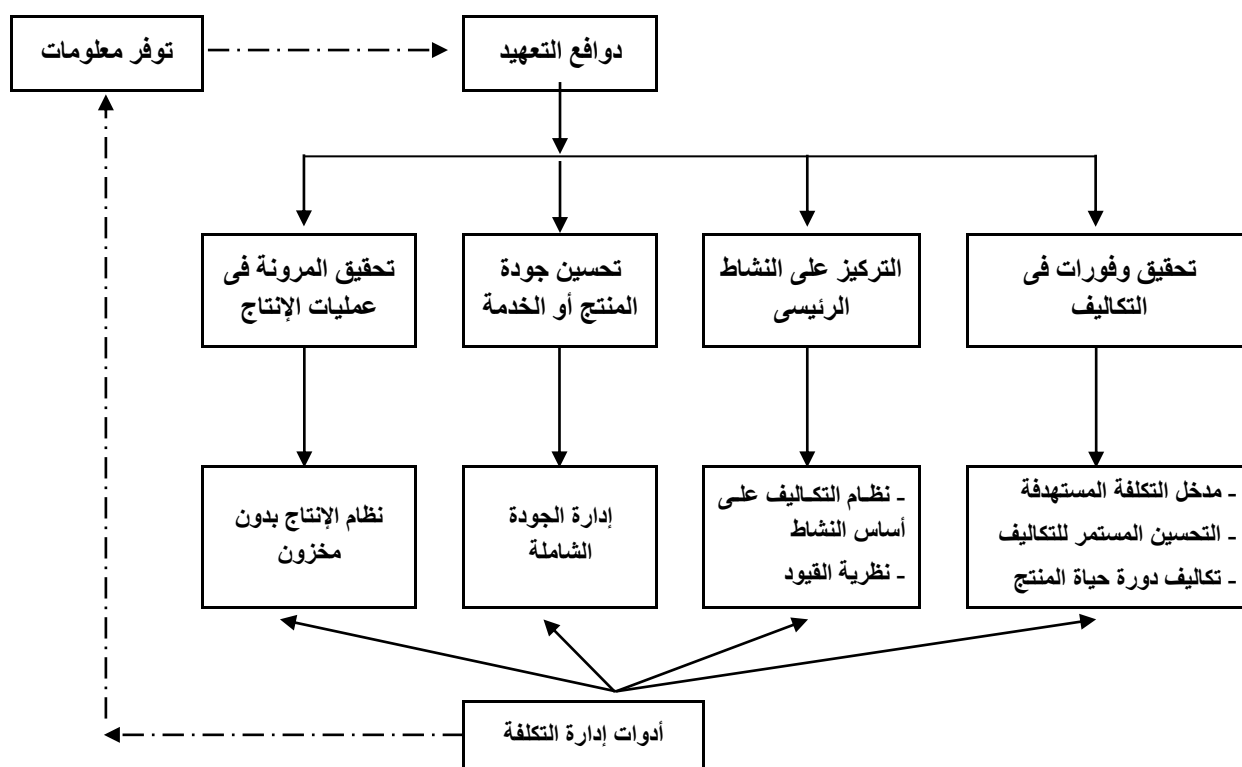 دوافع التعهيد
توفر معلومات
تحقيق وفورات فى
التكاليف
التركيز على النشاط
الرئيسى
تحسين جودة
المنتج أو الخدمة
تحقيق المرونة فى
عمليات الإنتاج
- مدخل التكلفة المستهدفة
- التحسين المستمر للتكاليف
- تكاليف دورة حياة المنتج
- نظام التكاليف على
أساس النشاط
- نظرية القيود
إدارة الجودة
الشاملة
نظام الإنتاج بدون
مخزون
أدوات إدارة التكلفة